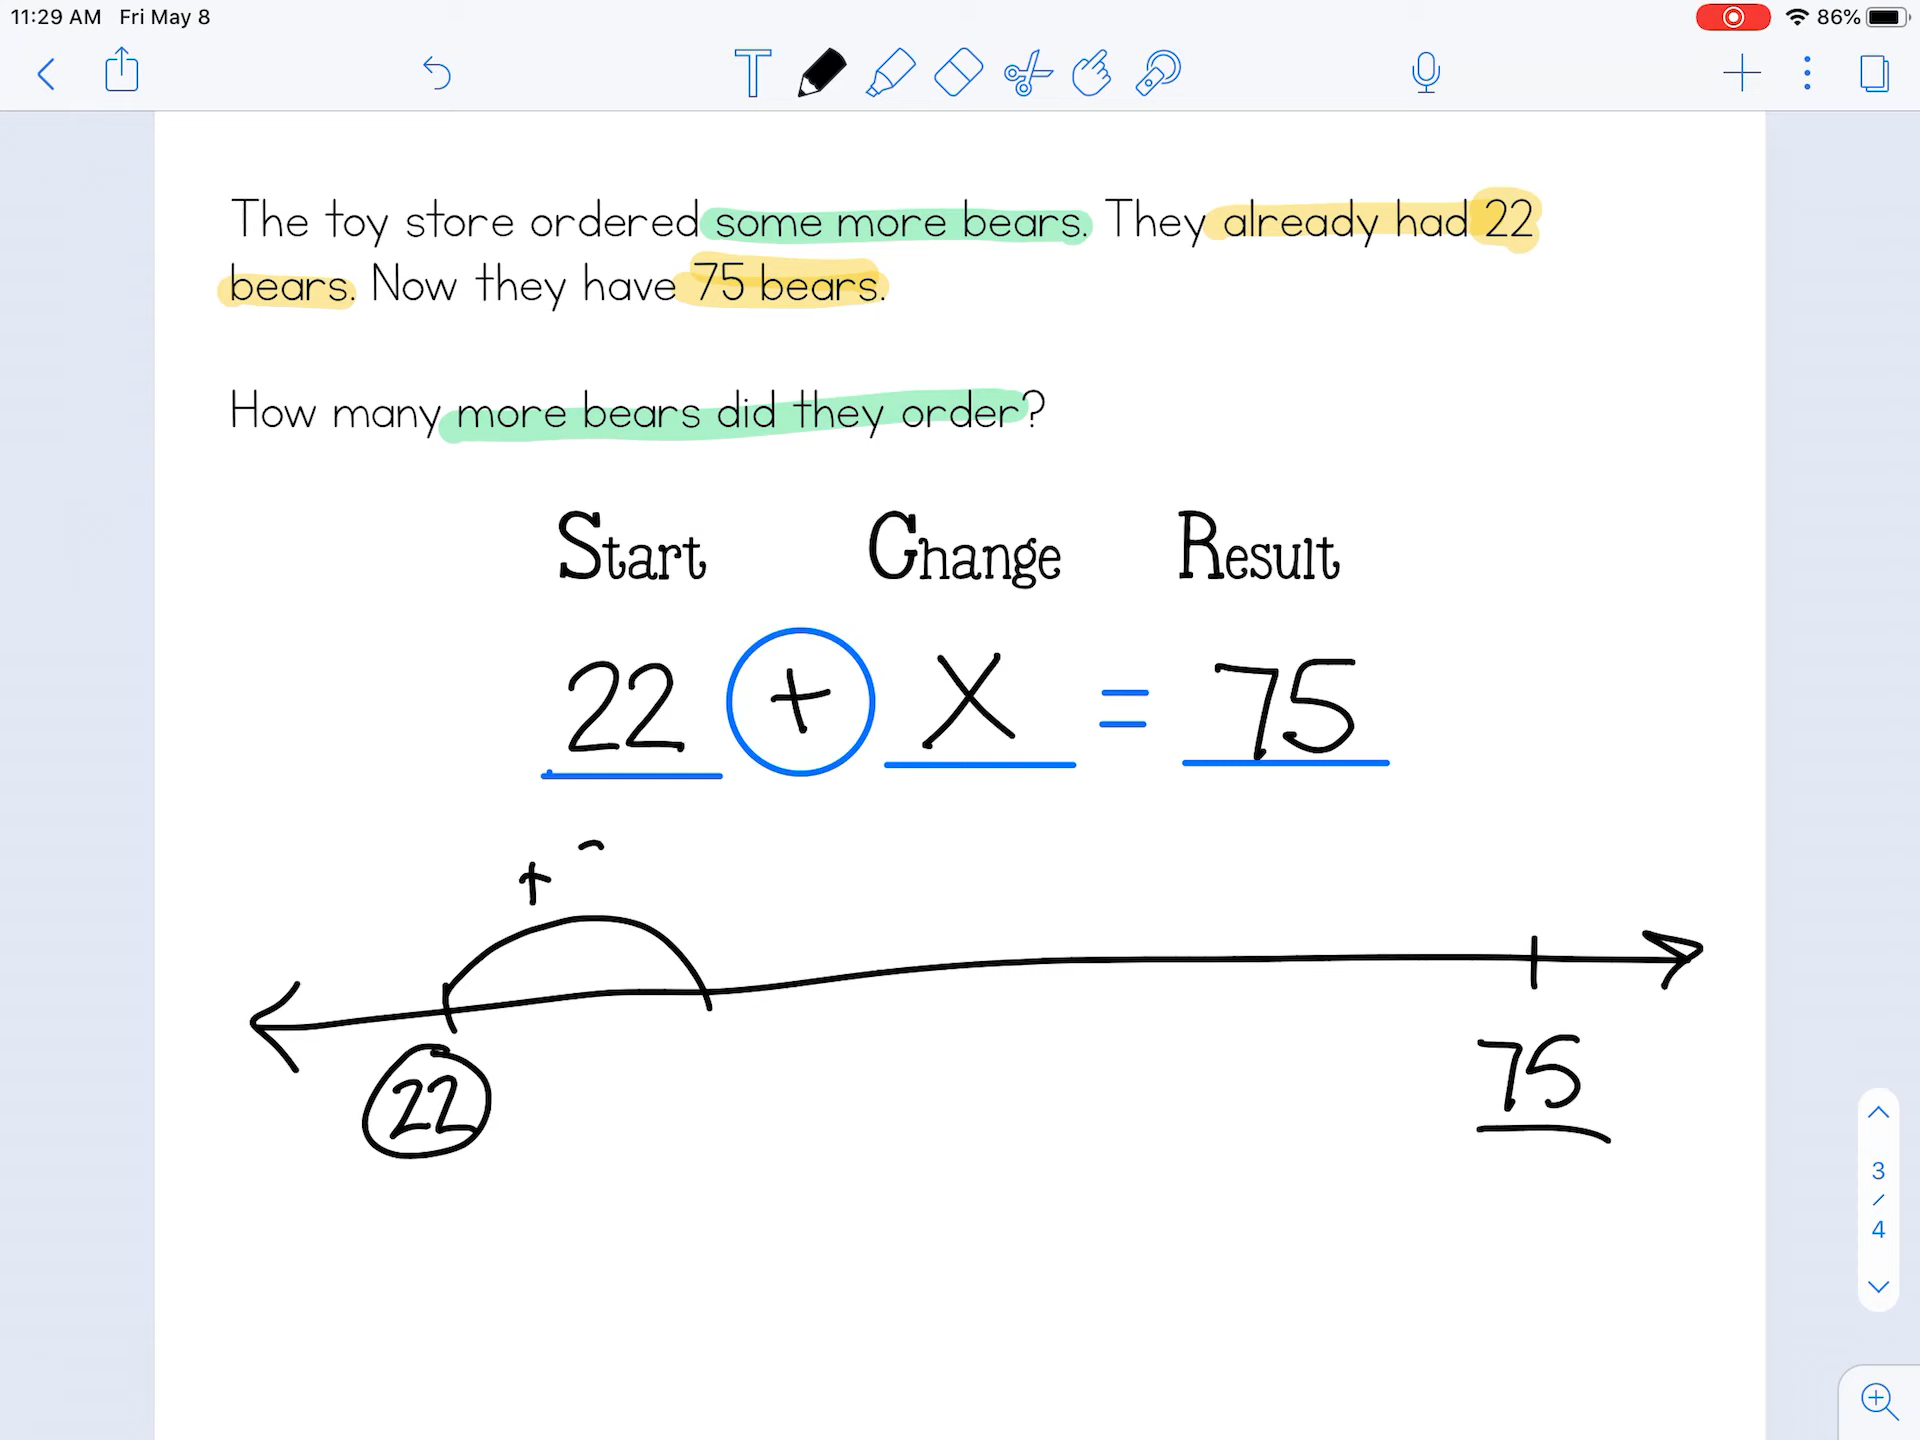 11:29 AM Fri May 8
86%
T
The toy store ordered some more bears. They already had 22
bears. Now they have 75 bears.
How many more bears did they order?
Start Change Result
22 + X = 75
+
22
75
3
/
4